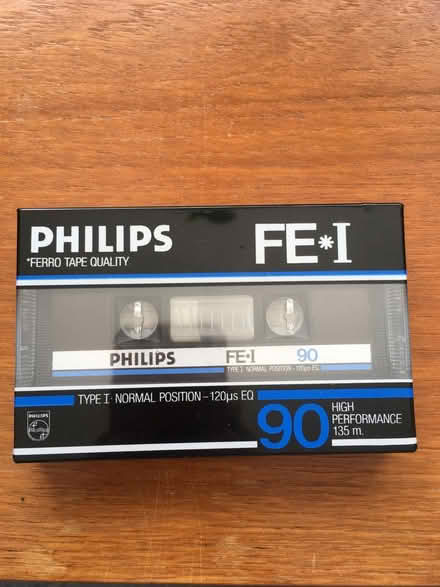 PHILIPS
*FERRO TAPE QUALITY
FE*I
PHILIPS FE•I 90
TYPE I · NORMAL POSITION - 120µs EQ
TYPE I · NORMAL POSITION - 120µs EQ
90 HIGH
PERFORMANCE
135 m.